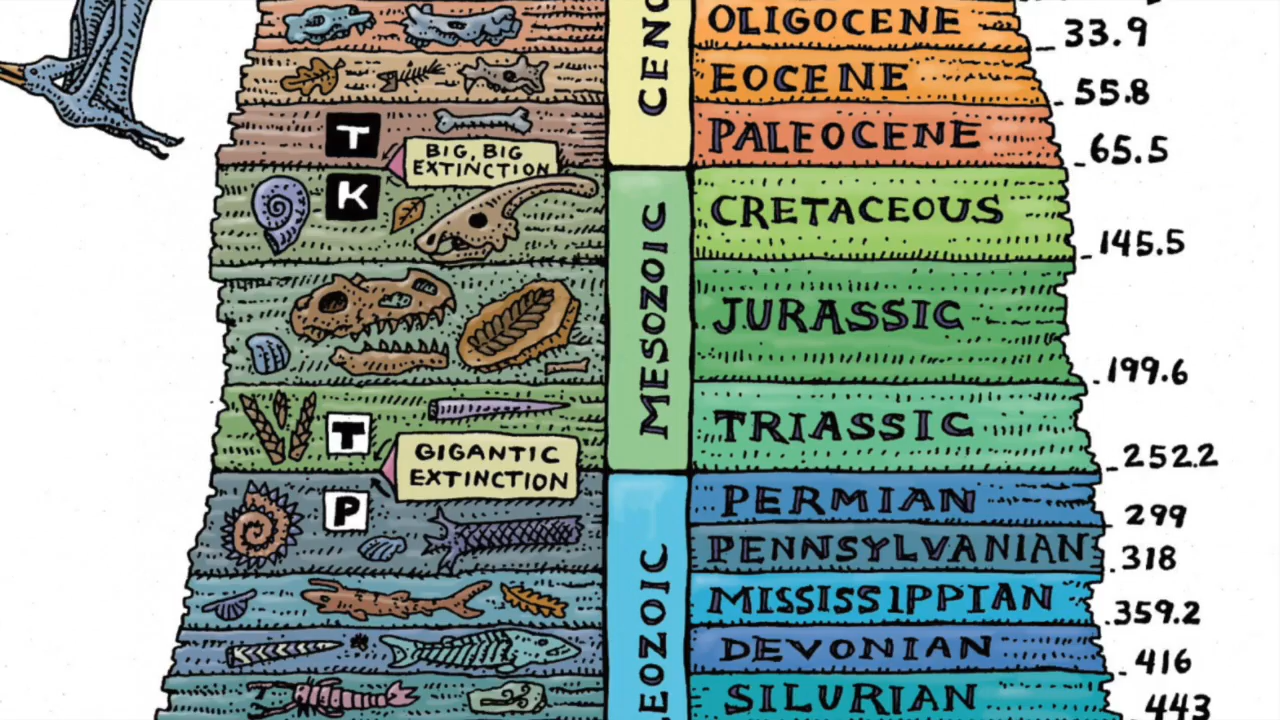 CENO
OLIGOCENE
33.9
EOCENE
55.8
PALEOCENE
65.5
T
BIG, BIG
EXTINCTION
K
MESOZOIC
CRETACEOUS
145.5
JURASSIC
199.6
TRIASSIC
252.2
T
GIGANTIC
EXTINCTION
P
LEOZOIC
PERMIAN
299
PENNSYLVANIAN
318
MISSISSIPPIAN
359.2
DEVONIAN
416
SILURIAN
443